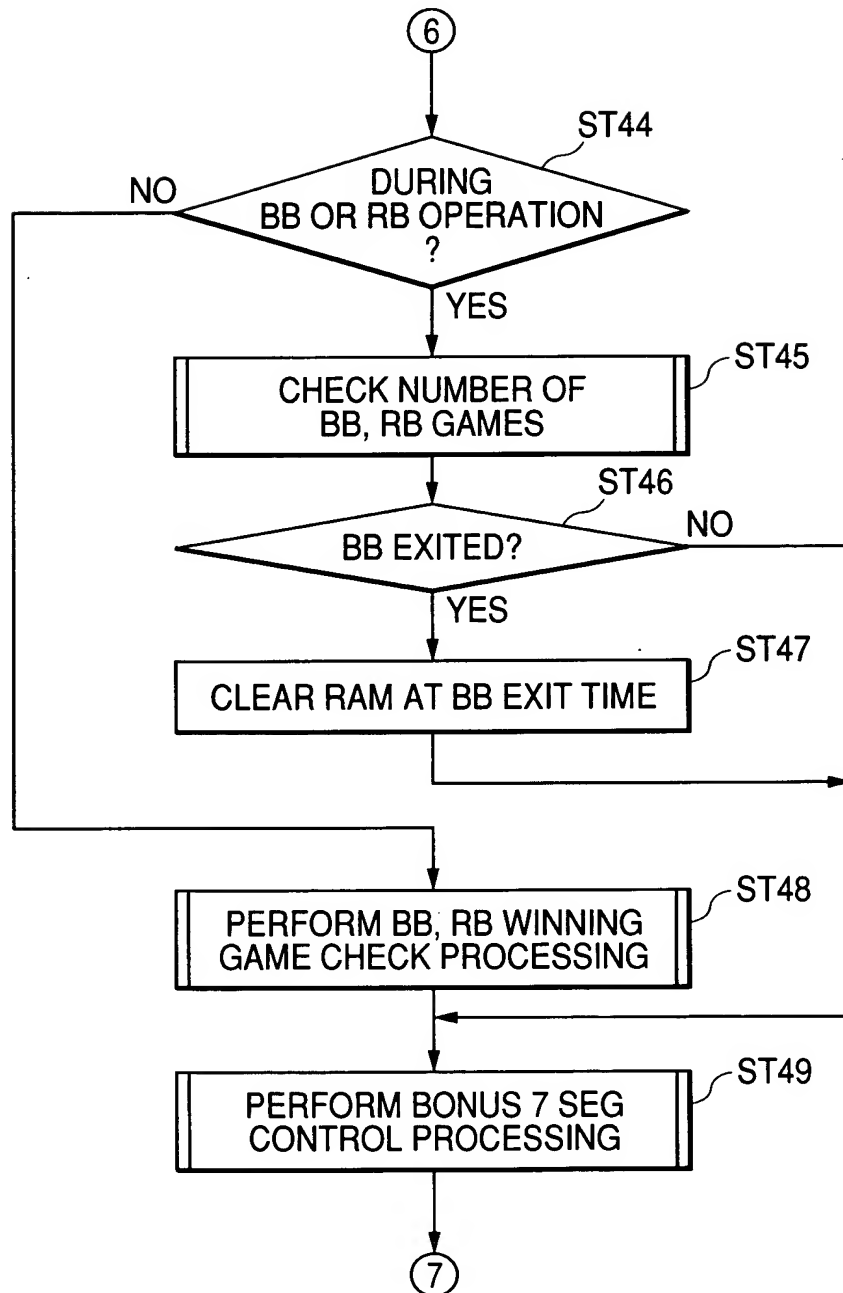 6
ST44
NO
DURING
BB OR RB OPERATION
?
YES
ST45
CHECK NUMBER OF
BB, RB GAMES
ST46
BB EXITED?
NO
YES
ST47
CLEAR RAM AT BB EXIT TIME
ST48
PERFORM BB, RB WINNING
GAME CHECK PROCESSING
ST49
PERFORM BONUS 7 SEG
CONTROL PROCESSING
7